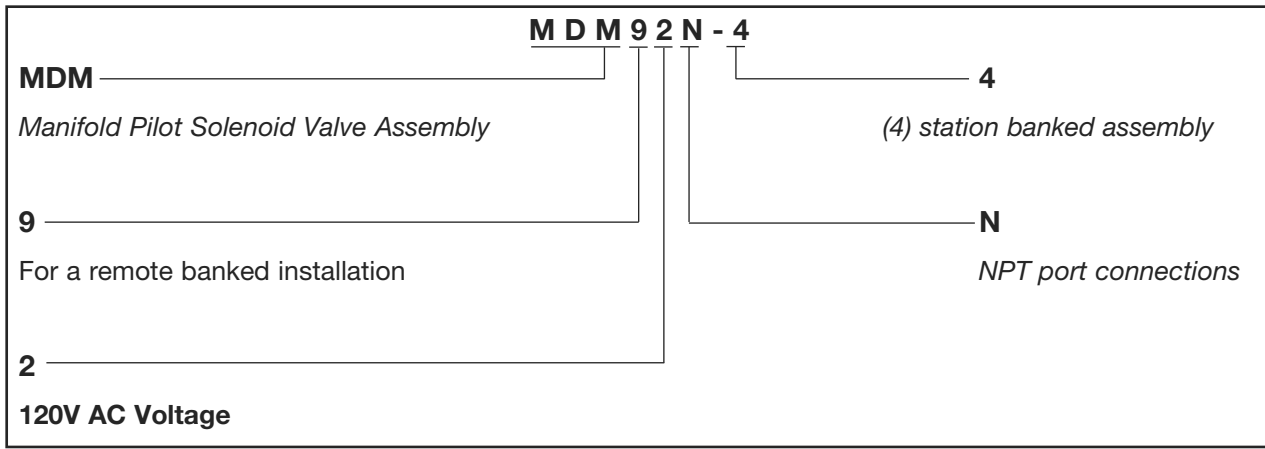 M D M 9 2 N - 4
MDM
4
Manifold Pilot Solenoid Valve Assembly
(4) station banked assembly
9
N
For a remote banked installation
NPT port connections
2
120V AC Voltage